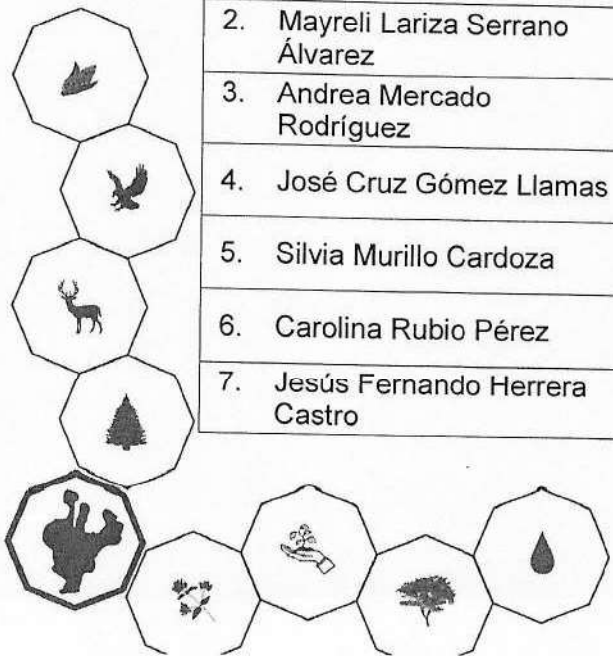 2. Mayreli Lariza Serrano
Álvarez
3. Andrea Mercado
Rodríguez
4. José Cruz Gómez Llamas
5. Silvia Murillo Cardoza
6. Carolina Rubio Pérez
7. Jesús Fernando Herrera
Castro